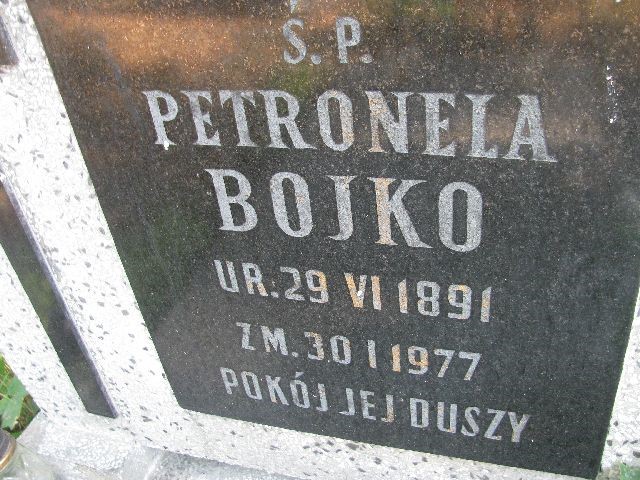 Ś. P.
PETRONELA
BOJKO
UR. 29 VI 1891
ZM. 30 I 1977
POKÓJ JEJ DUSZY